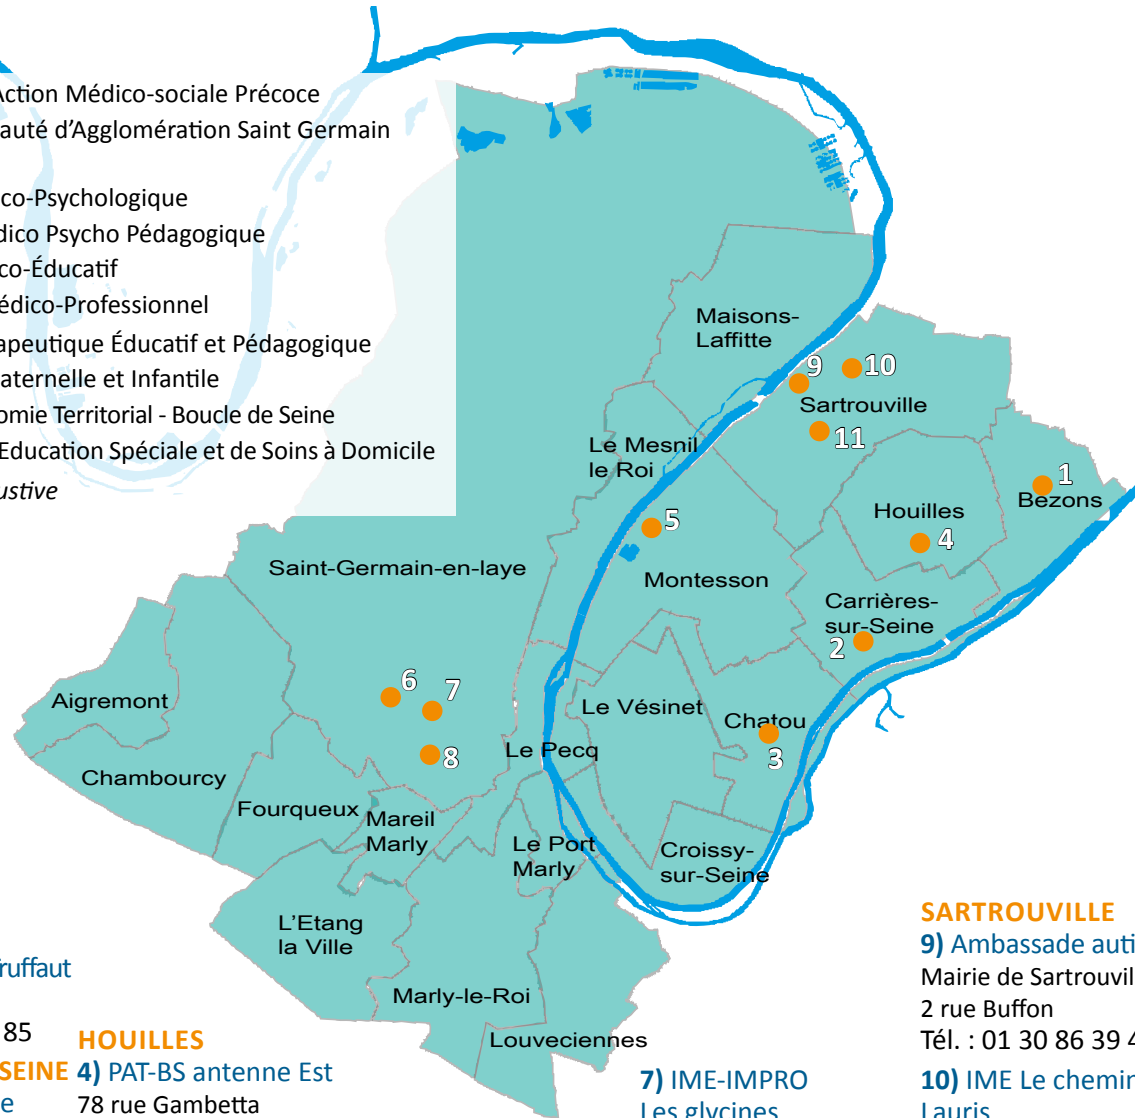 Action Médico-sociale Précoce
auté d'Agglomération Saint Germain
co-Psychologique
dico Psycho Pédagogique
co-Éducatif
édico-Professionnel
apeutique Éducatif et Pédagogique
aternelle et Infantile
omie Territorial - Boucle de Seine
Education Spéciale et de Soins à Domicile
ustive
Maisons-
Laffitte
9
10
Sartrouville
11
Le Mesnil
le Roi
1
Bezons
Houilles
4
5
Saint-Germain-en-laye
Montesson
Carrières-
sur-Seine
2
6
7
8
Aigremont
Le Vésinet
Chatou
3
Le Pecq
Chambourcy
Fourqueux
Mareil
Marly
Le Port
Marly
Croissy-
sur-Seine
L'Etang
la Ville
Marly-le-Roi
Louveciennes
ruffaut
85
SEINE
e
HOUILLES
4) PAT-BS antenne Est
78 rue Gambetta
7) IME-IMPRO
Les glycines
SARTROUVILLE
9) Ambassade auti
Mairie de Sartrouvil
2 rue Buffon
Tél. : 01 30 86 39 4
10) IME Le chemin
Lauris